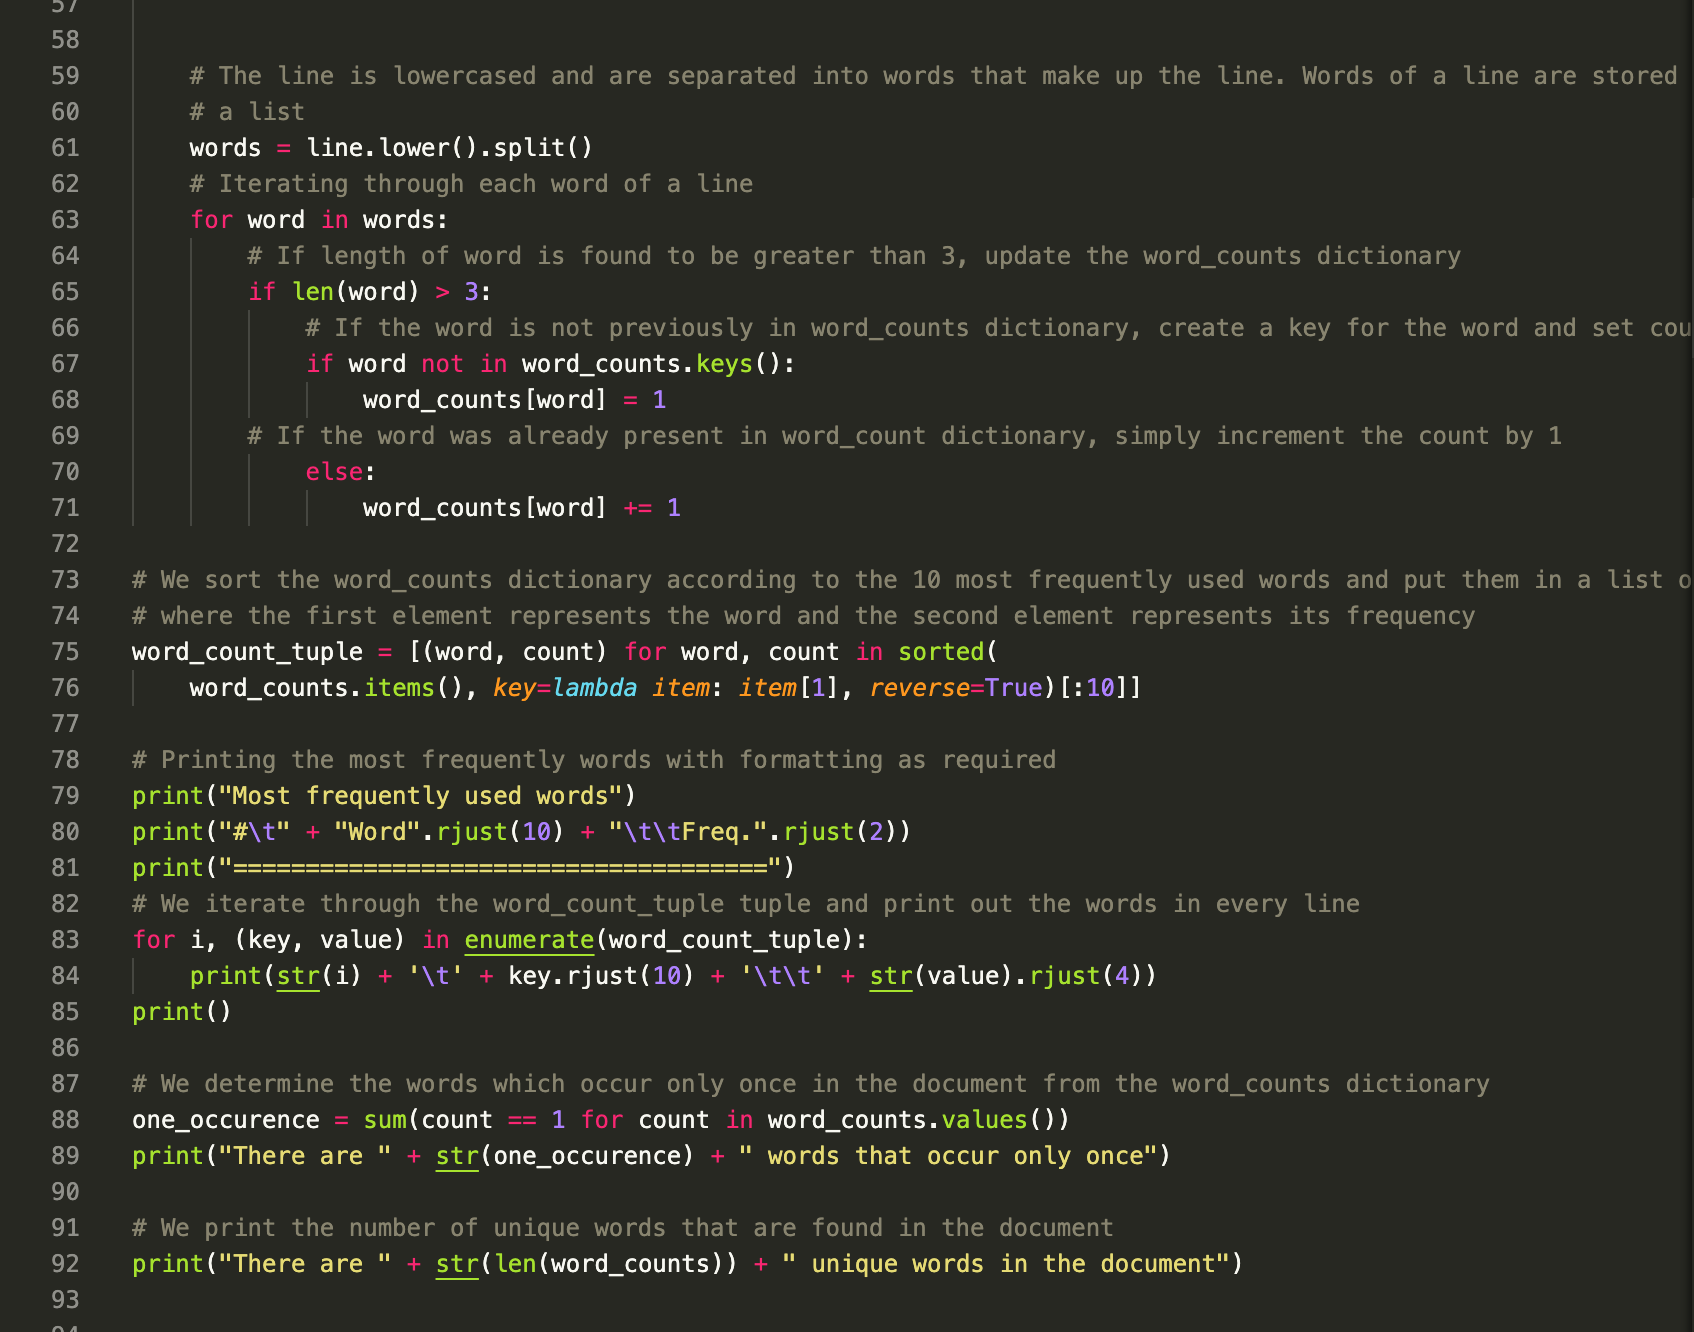 57
58
59 # The line is lowercased and are separated into words that make up the line. Words of a line are stored
60 # a list
61 words = line.lower().split()
62 # Iterating through each word of a line
63 for word in words:
64 # If length of word is found to be greater than 3, update the word_counts dictionary
65 if len(word) > 3:
66 # If the word is not previously in word_counts dictionary, create a key for the word and set cou
67 if word not in word_counts.keys():
68 word_counts[word] = 1
69 # If the word was already present in word_count dictionary, simply increment the count by 1
70 else:
71 word_counts[word] += 1
72
73 # We sort the word_counts dictionary according to the 10 most frequently used words and put them in a list o
74 # where the first element represents the word and the second element represents its frequency
75 word_count_tuple = [(word, count) for word, count in sorted(
76 word_counts.items(), key=lambda item: item[1], reverse=True)[:10]]
77
78 # Printing the most frequently words with formatting as required
79 print("Most frequently used words")
80 print("#\t" + "Word".rjust(10) + "\t\tFreq.".rjust(2))
81 print("=====================================")
82 # We iterate through the word_count_tuple tuple and print out the words in every line
83 for i, (key, value) in enumerate(word_count_tuple):
84 print(str(i) + '\t' + key.rjust(10) + '\t\t' + str(value).rjust(4))
85 print()
86
87 # We determine the words which occur only once in the document from the word_counts dictionary
88 one_occurence = sum(count == 1 for count in word_counts.values())
89 print("There are " + str(one_occurence) + " words that occur only once")
90
91 # We print the number of unique words that are found in the document
92 print("There are " + str(len(word_counts)) + " unique words in the document")
93
94